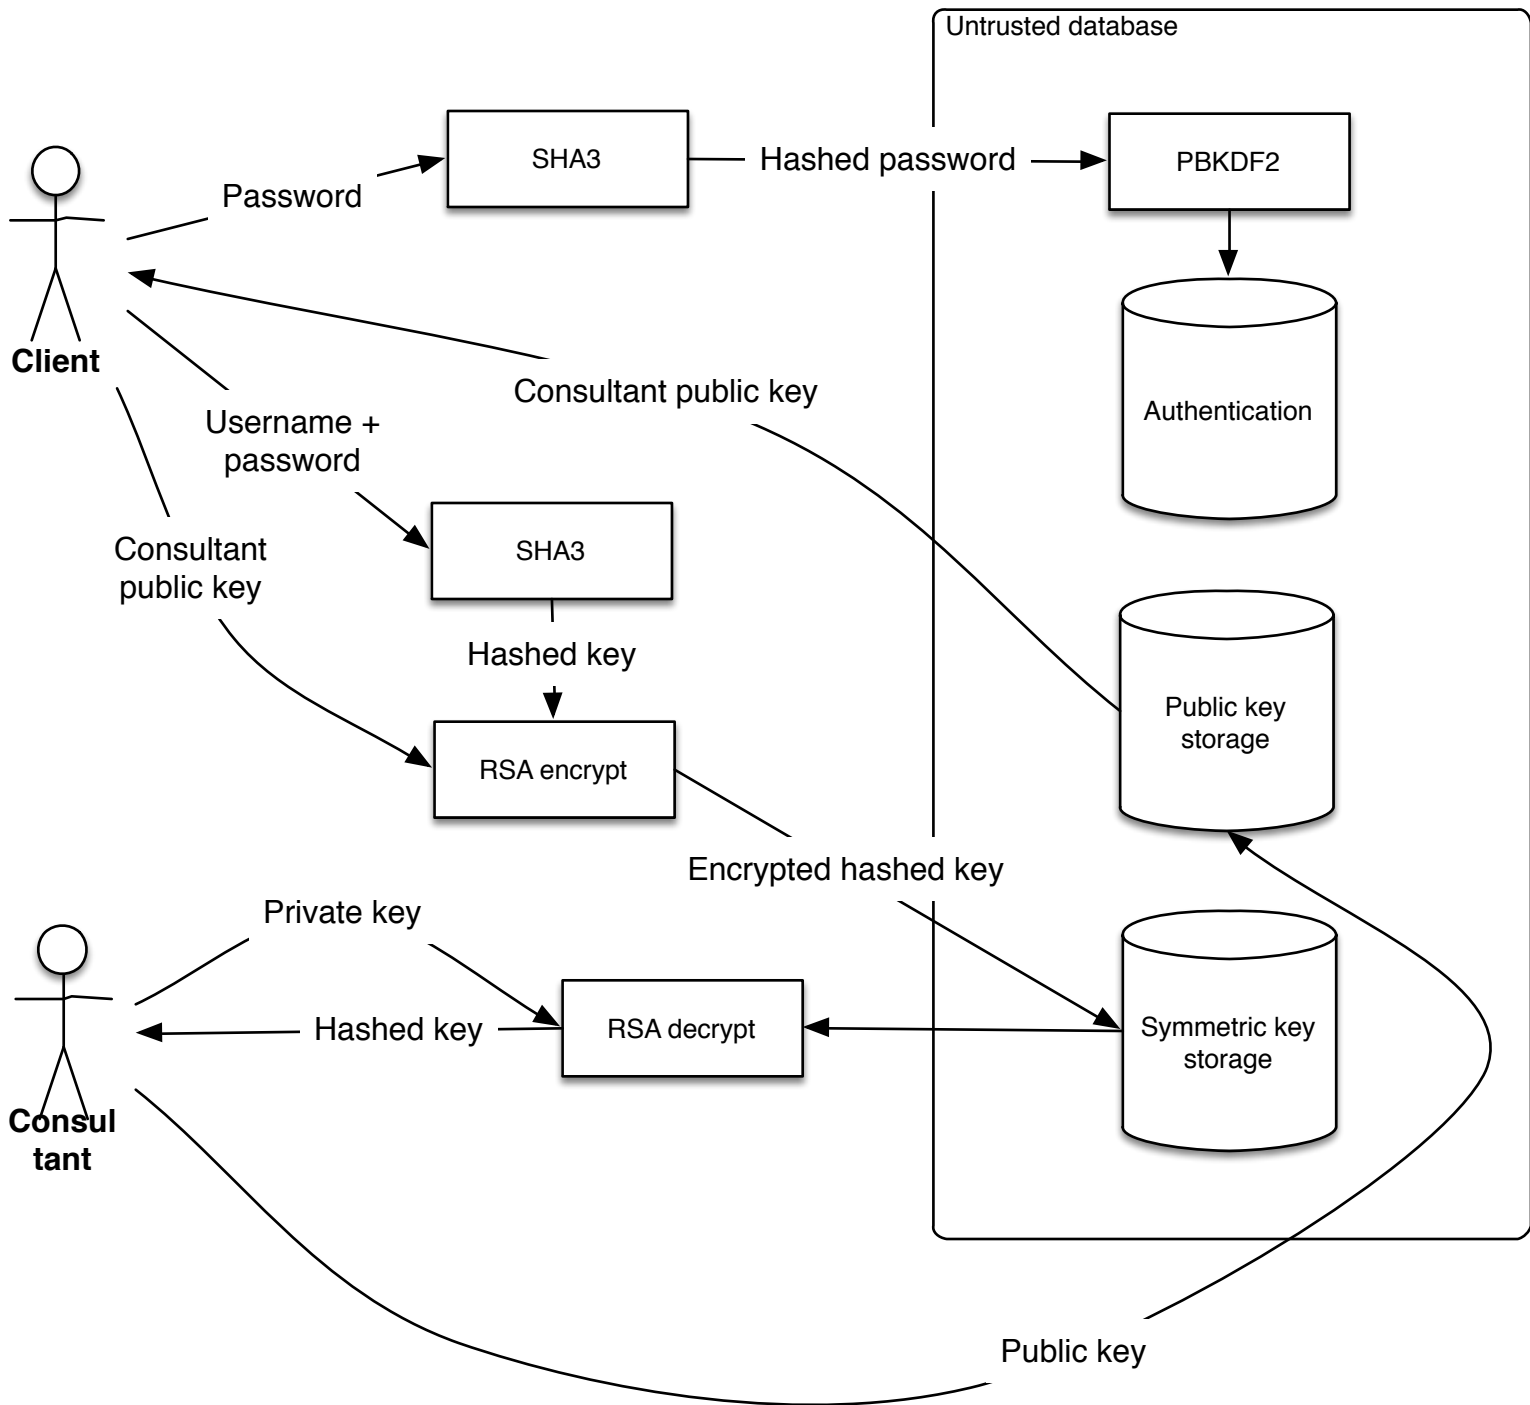 Untrusted database
SHA3
Hashed password
PBKDF2
Password
Client
Consultant public key
Authentication
Username +
password
SHA3
Consultant
public key
Hashed key
Public key
storage
RSA encrypt
Encrypted hashed key
Private key
Hashed key
RSA decrypt
Symmetric key
storage
Consul
tant
Public key